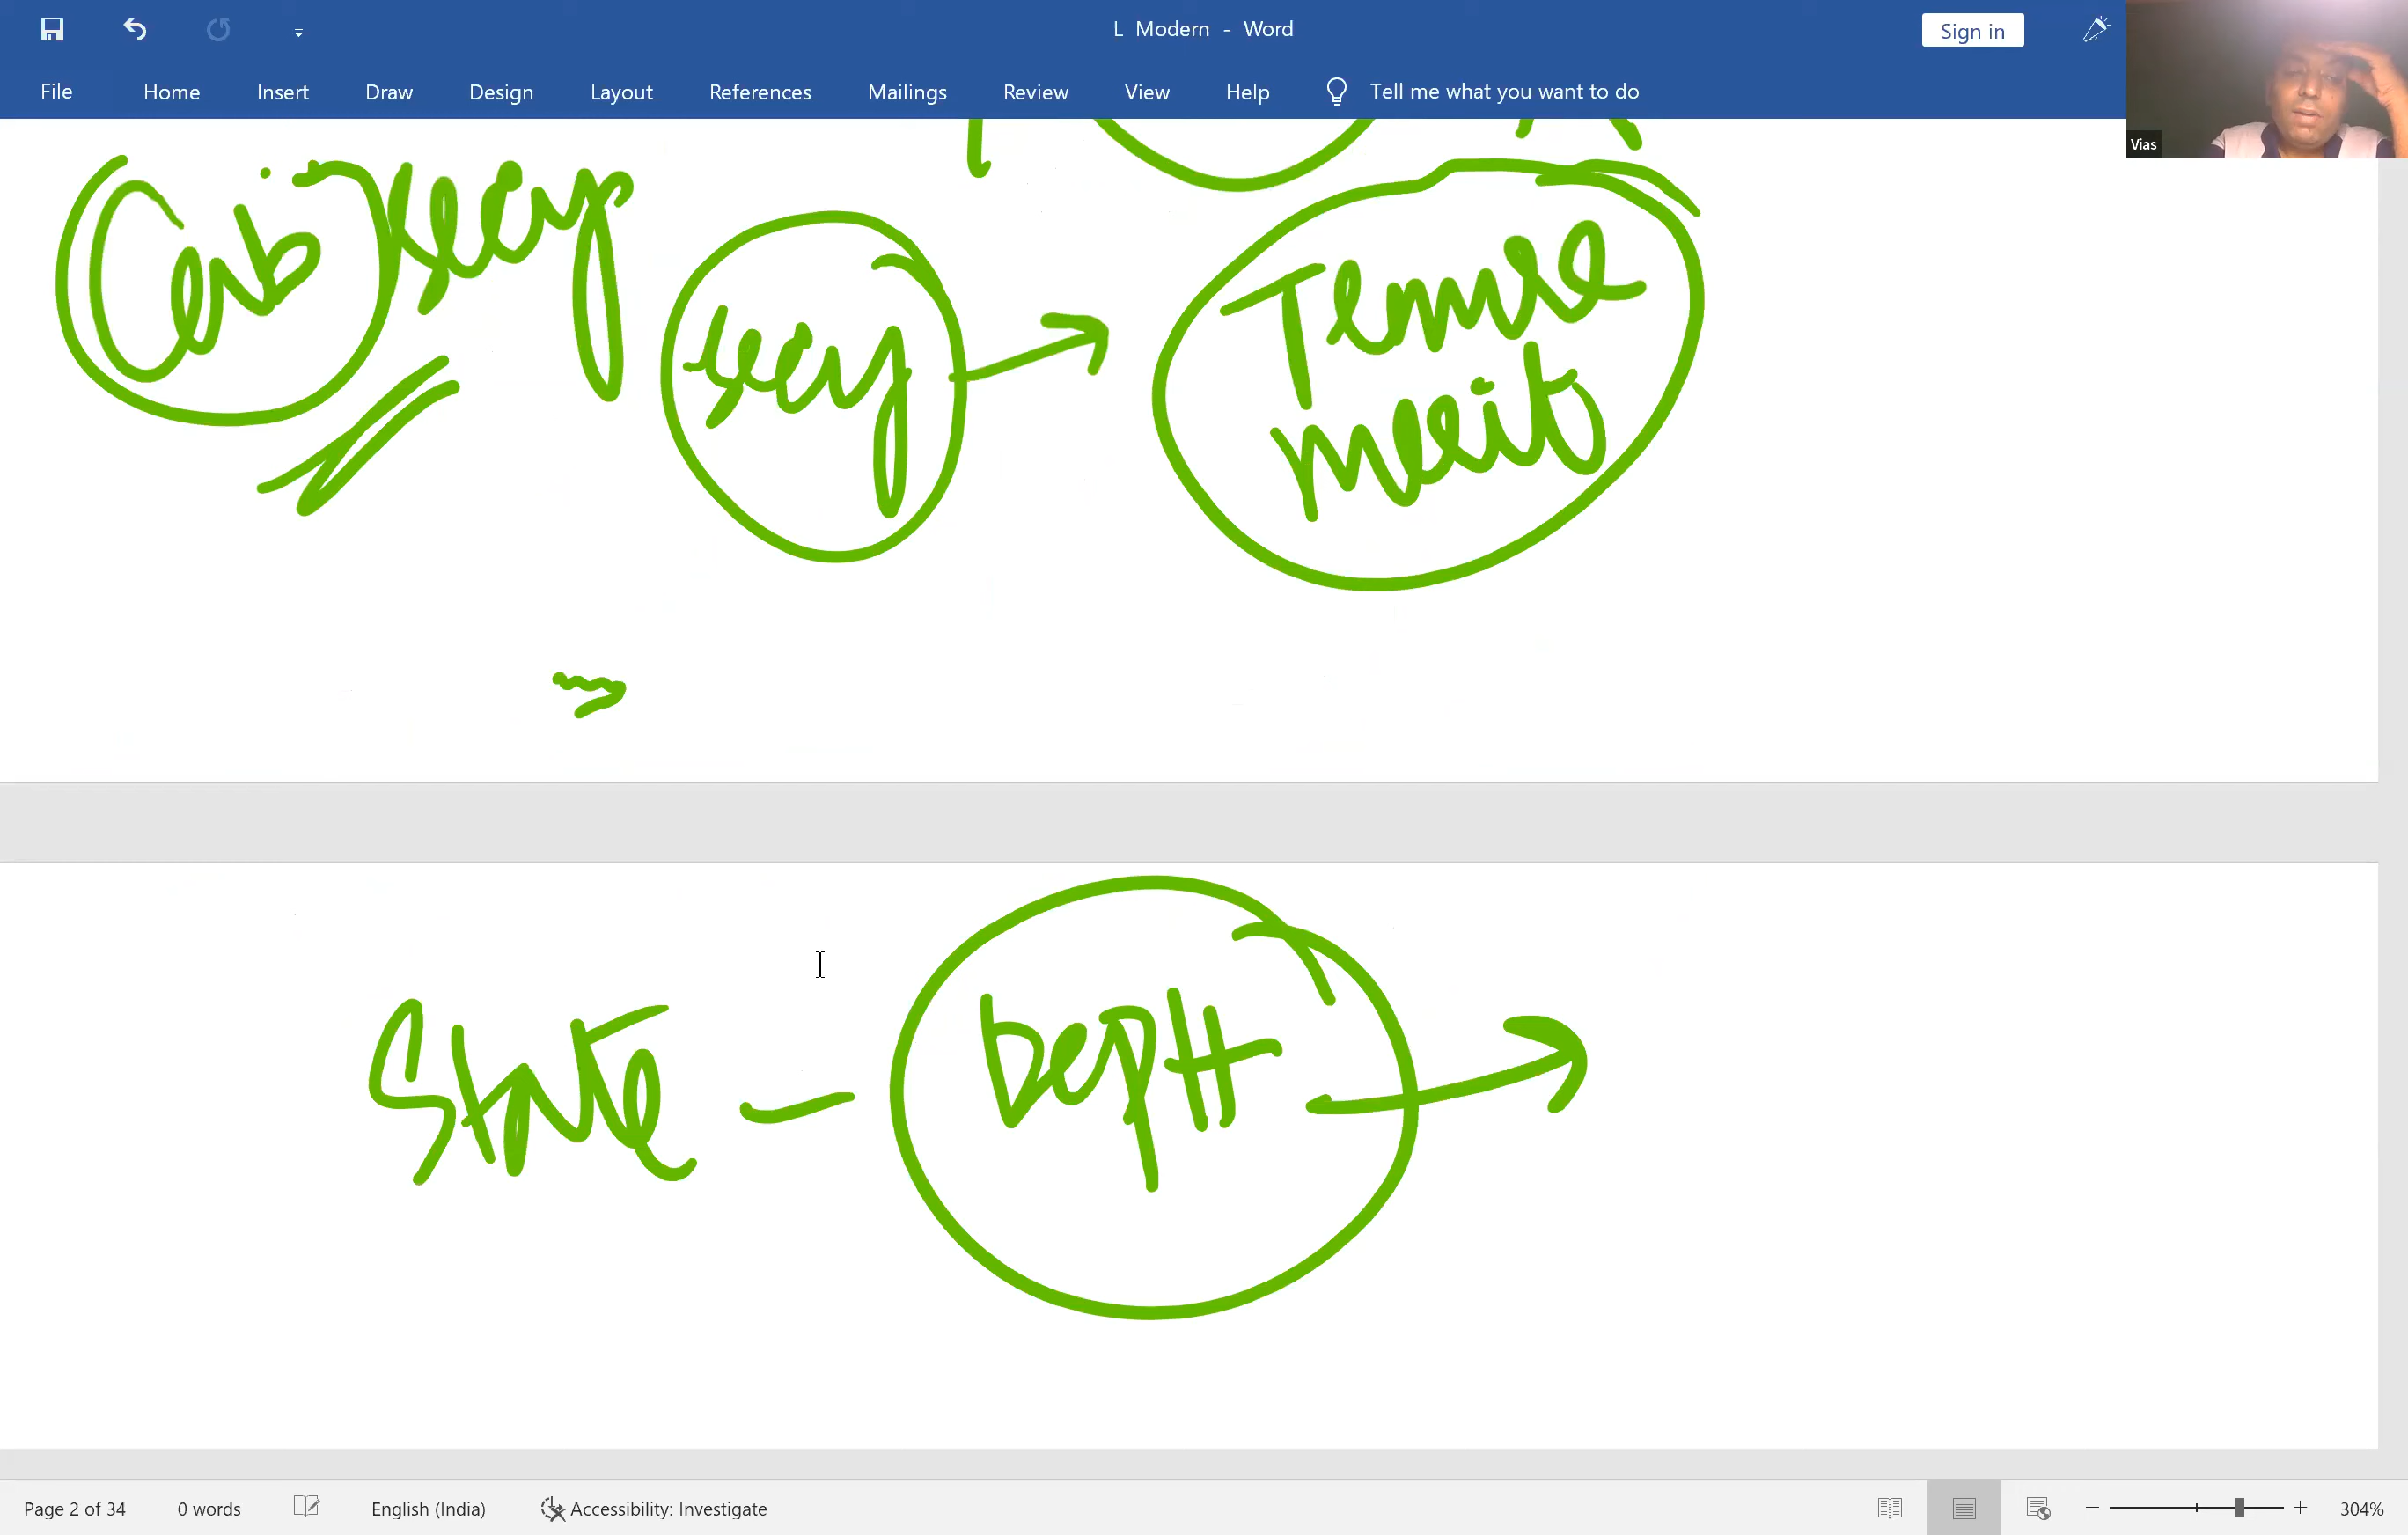 L Modern - Word
Sign in
File Home Insert Draw Design Layout References Mailings Review View Help Tell me what you want to do
Vias
Cab secy
secy
Tenure
Merit
State - Deptt
Page 2 of 34 0 words English (India) Accessibility: Investigate 304%